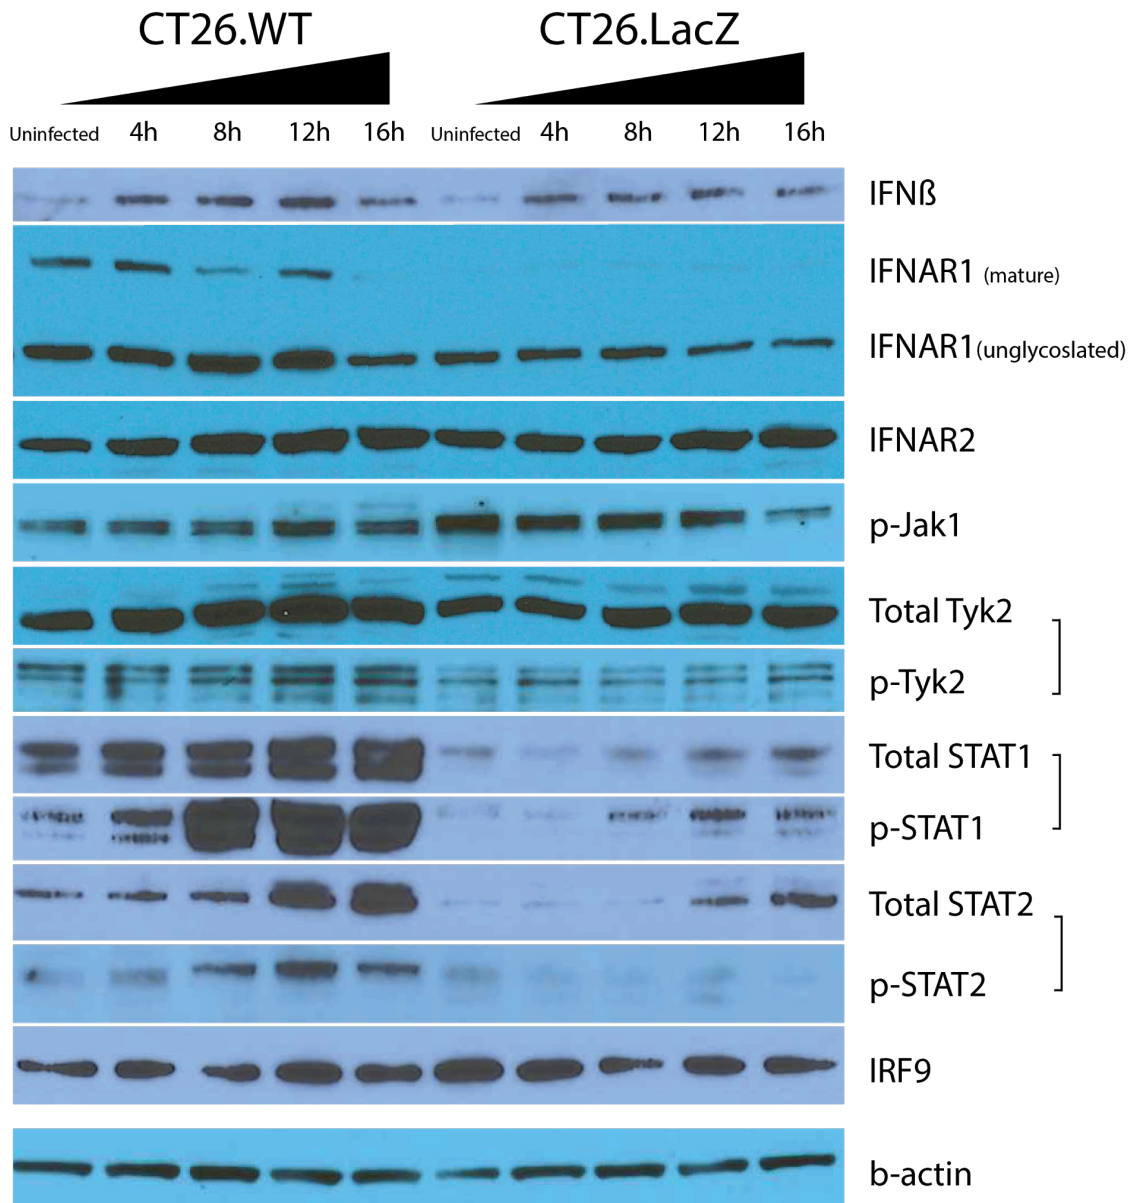 CT26.WT CT26.LacZ
Uninfected 4h 8h 12h 16h Uninfected 4h 8h 12h 16h
IFNß
IFNAR1 (mature)
IFNAR1(unglycoslated)
IFNAR2
p-Jak1
Total Tyk2
p-Tyk2
Total STAT1
p-STAT1
Total STAT2
p-STAT2
IRF9
b-actin